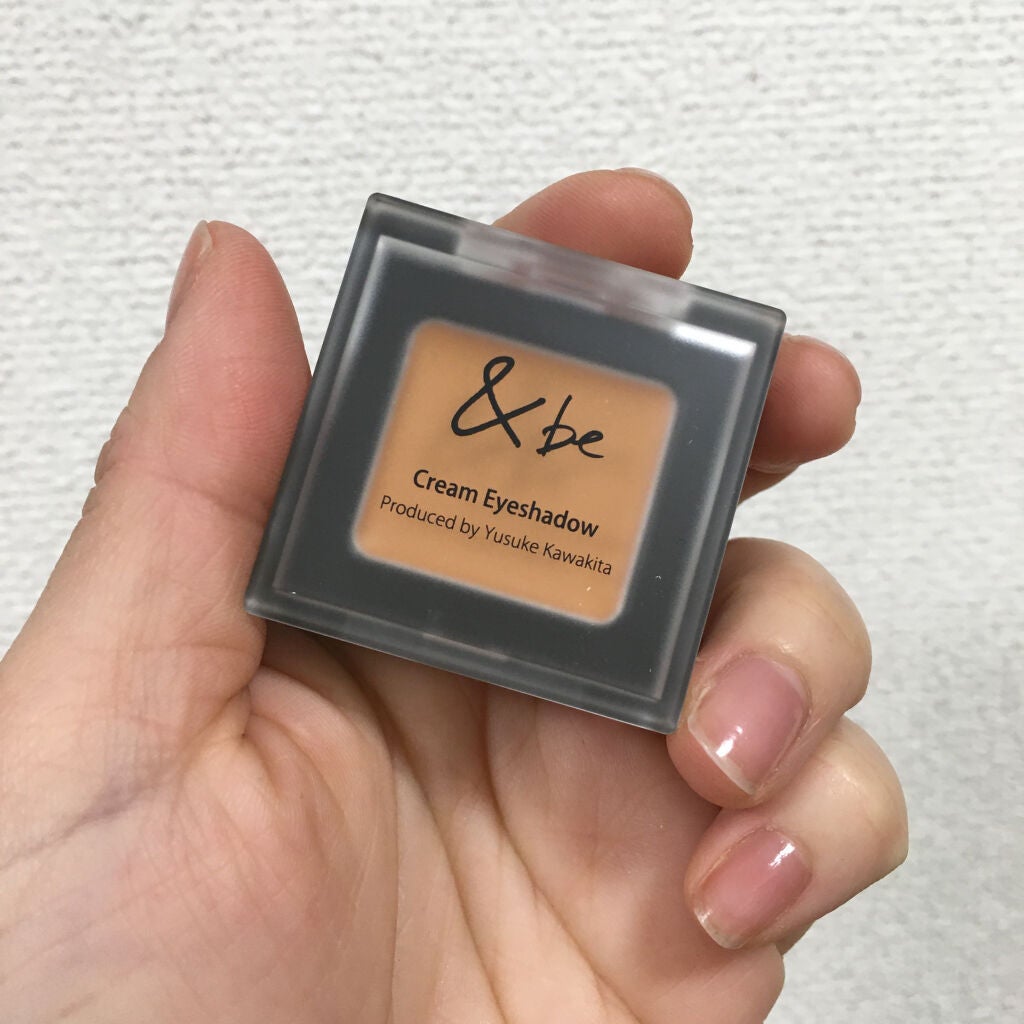 &be
Cream Eyeshadow
Produced by Yusuke Kawakita